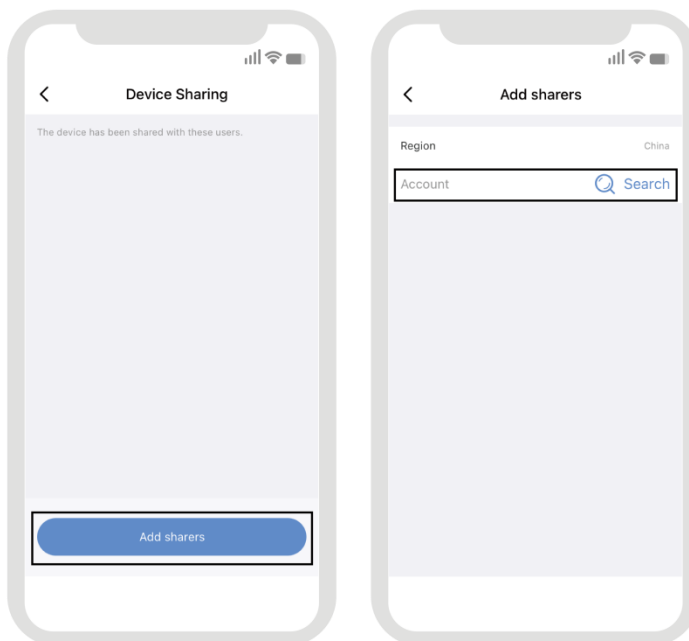 Device Sharing
The device has been shared with these users.
Add sharers
Add sharers
Region China
Account Search